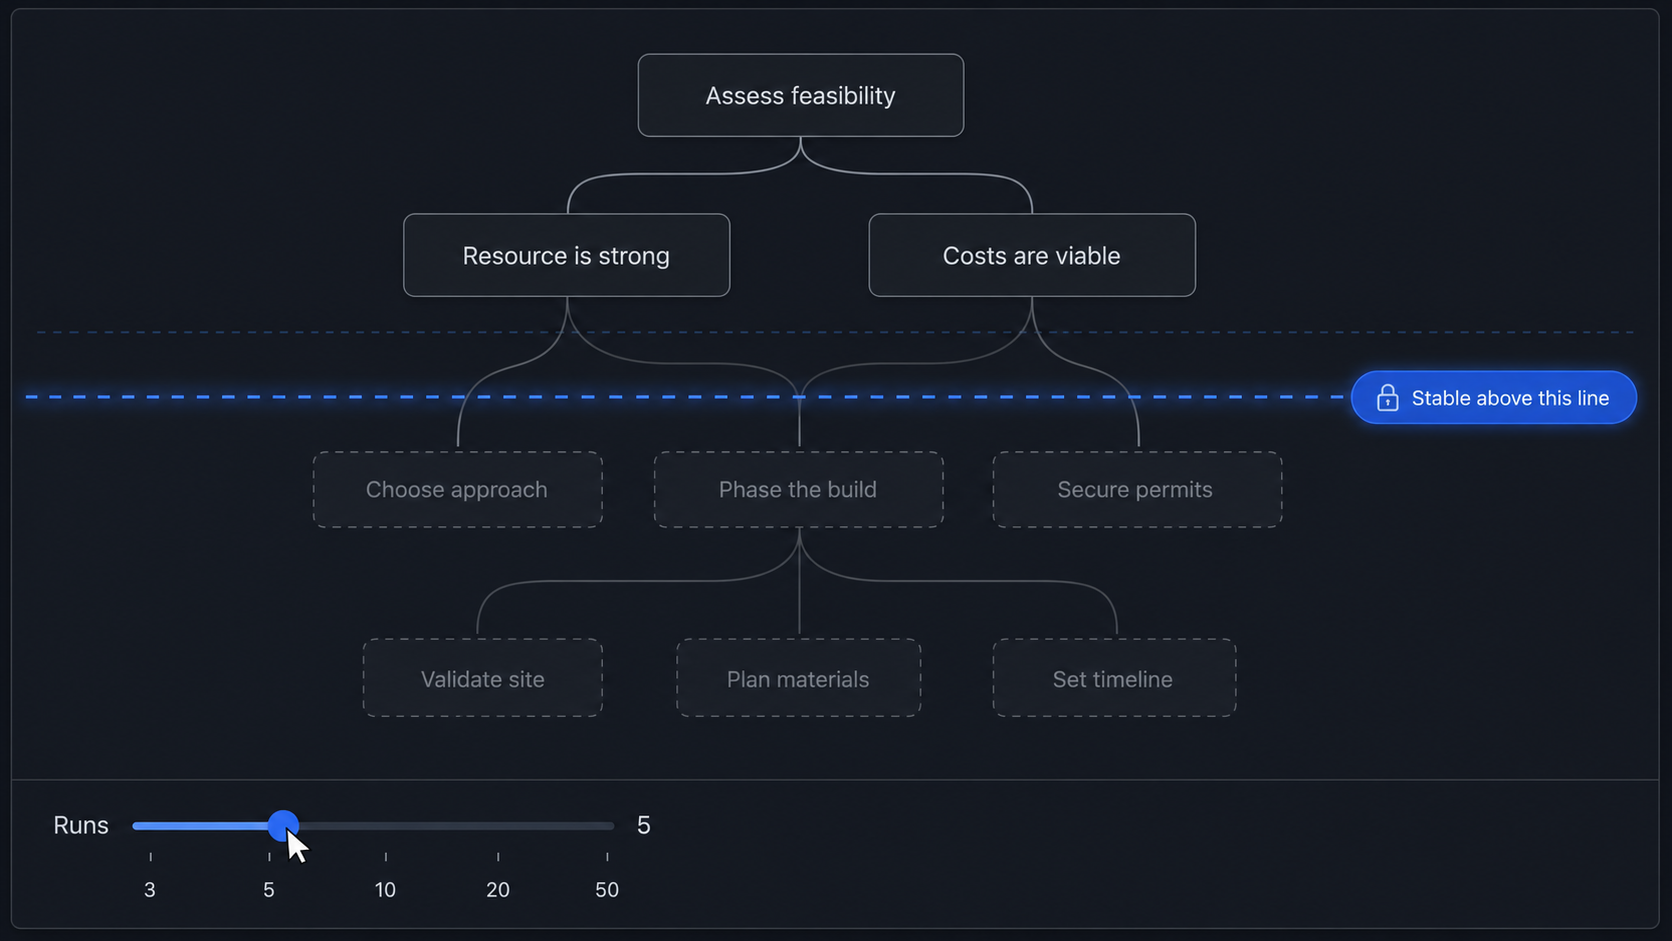 Assess feasibility
Resource is strong
Costs are viable
Stable above this line
Choose approach
Phase the build
Secure permits
Validate site
Plan materials
Set timeline
Runs
5
3
5
10
20
50